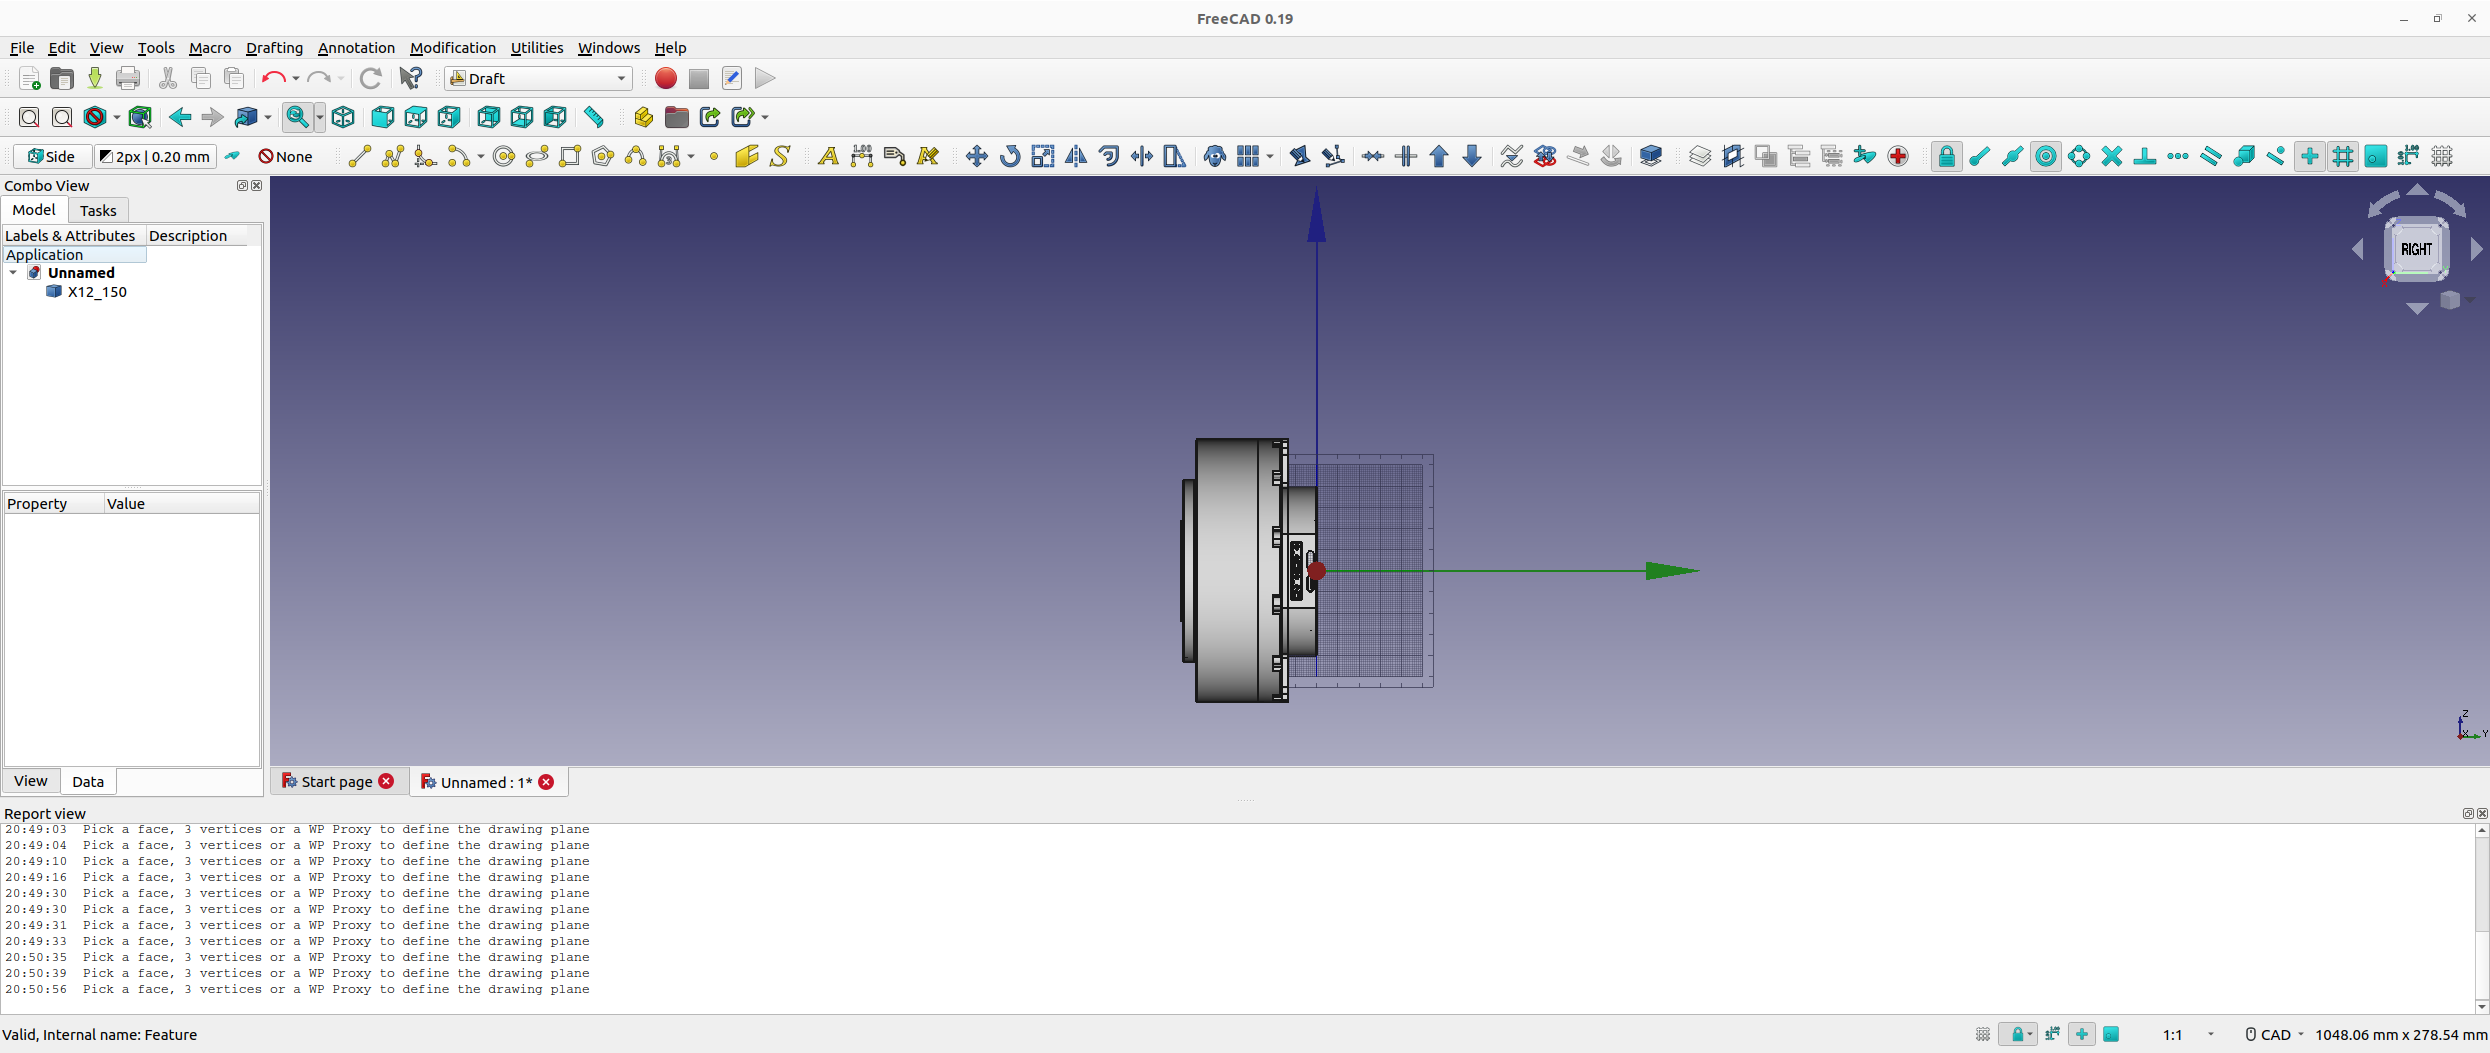 FreeCAD 0.19
File Edit View Tools Macro Drafting Annotation Modification Utilities Windows Help
Draft
Side 2px | 0.20 mm None
Combo View
Model Tasks
Labels & Attributes Description
Application
Unnamed
X12_150
Property Value
View Data
RIGHT
Z
X
Y
Start page Unnamed : 1*
Report view
20:49:03 Pick a face, 3 vertices or a WP Proxy to define the drawing plane
20:49:04 Pick a face, 3 vertices or a WP Proxy to define the drawing plane
20:49:10 Pick a face, 3 vertices or a WP Proxy to define the drawing plane
20:49:16 Pick a face, 3 vertices or a WP Proxy to define the drawing plane
20:49:30 Pick a face, 3 vertices or a WP Proxy to define the drawing plane
20:49:30 Pick a face, 3 vertices or a WP Proxy to define the drawing plane
20:49:31 Pick a face, 3 vertices or a WP Proxy to define the drawing plane
20:49:33 Pick a face, 3 vertices or a WP Proxy to define the drawing plane
20:50:35 Pick a face, 3 vertices or a WP Proxy to define the drawing plane
20:50:39 Pick a face, 3 vertices or a WP Proxy to define the drawing plane
20:50:56 Pick a face, 3 vertices or a WP Proxy to define the drawing plane
Valid, Internal name: Feature 1:1 CAD 1048.06 mm x 278.54 mm